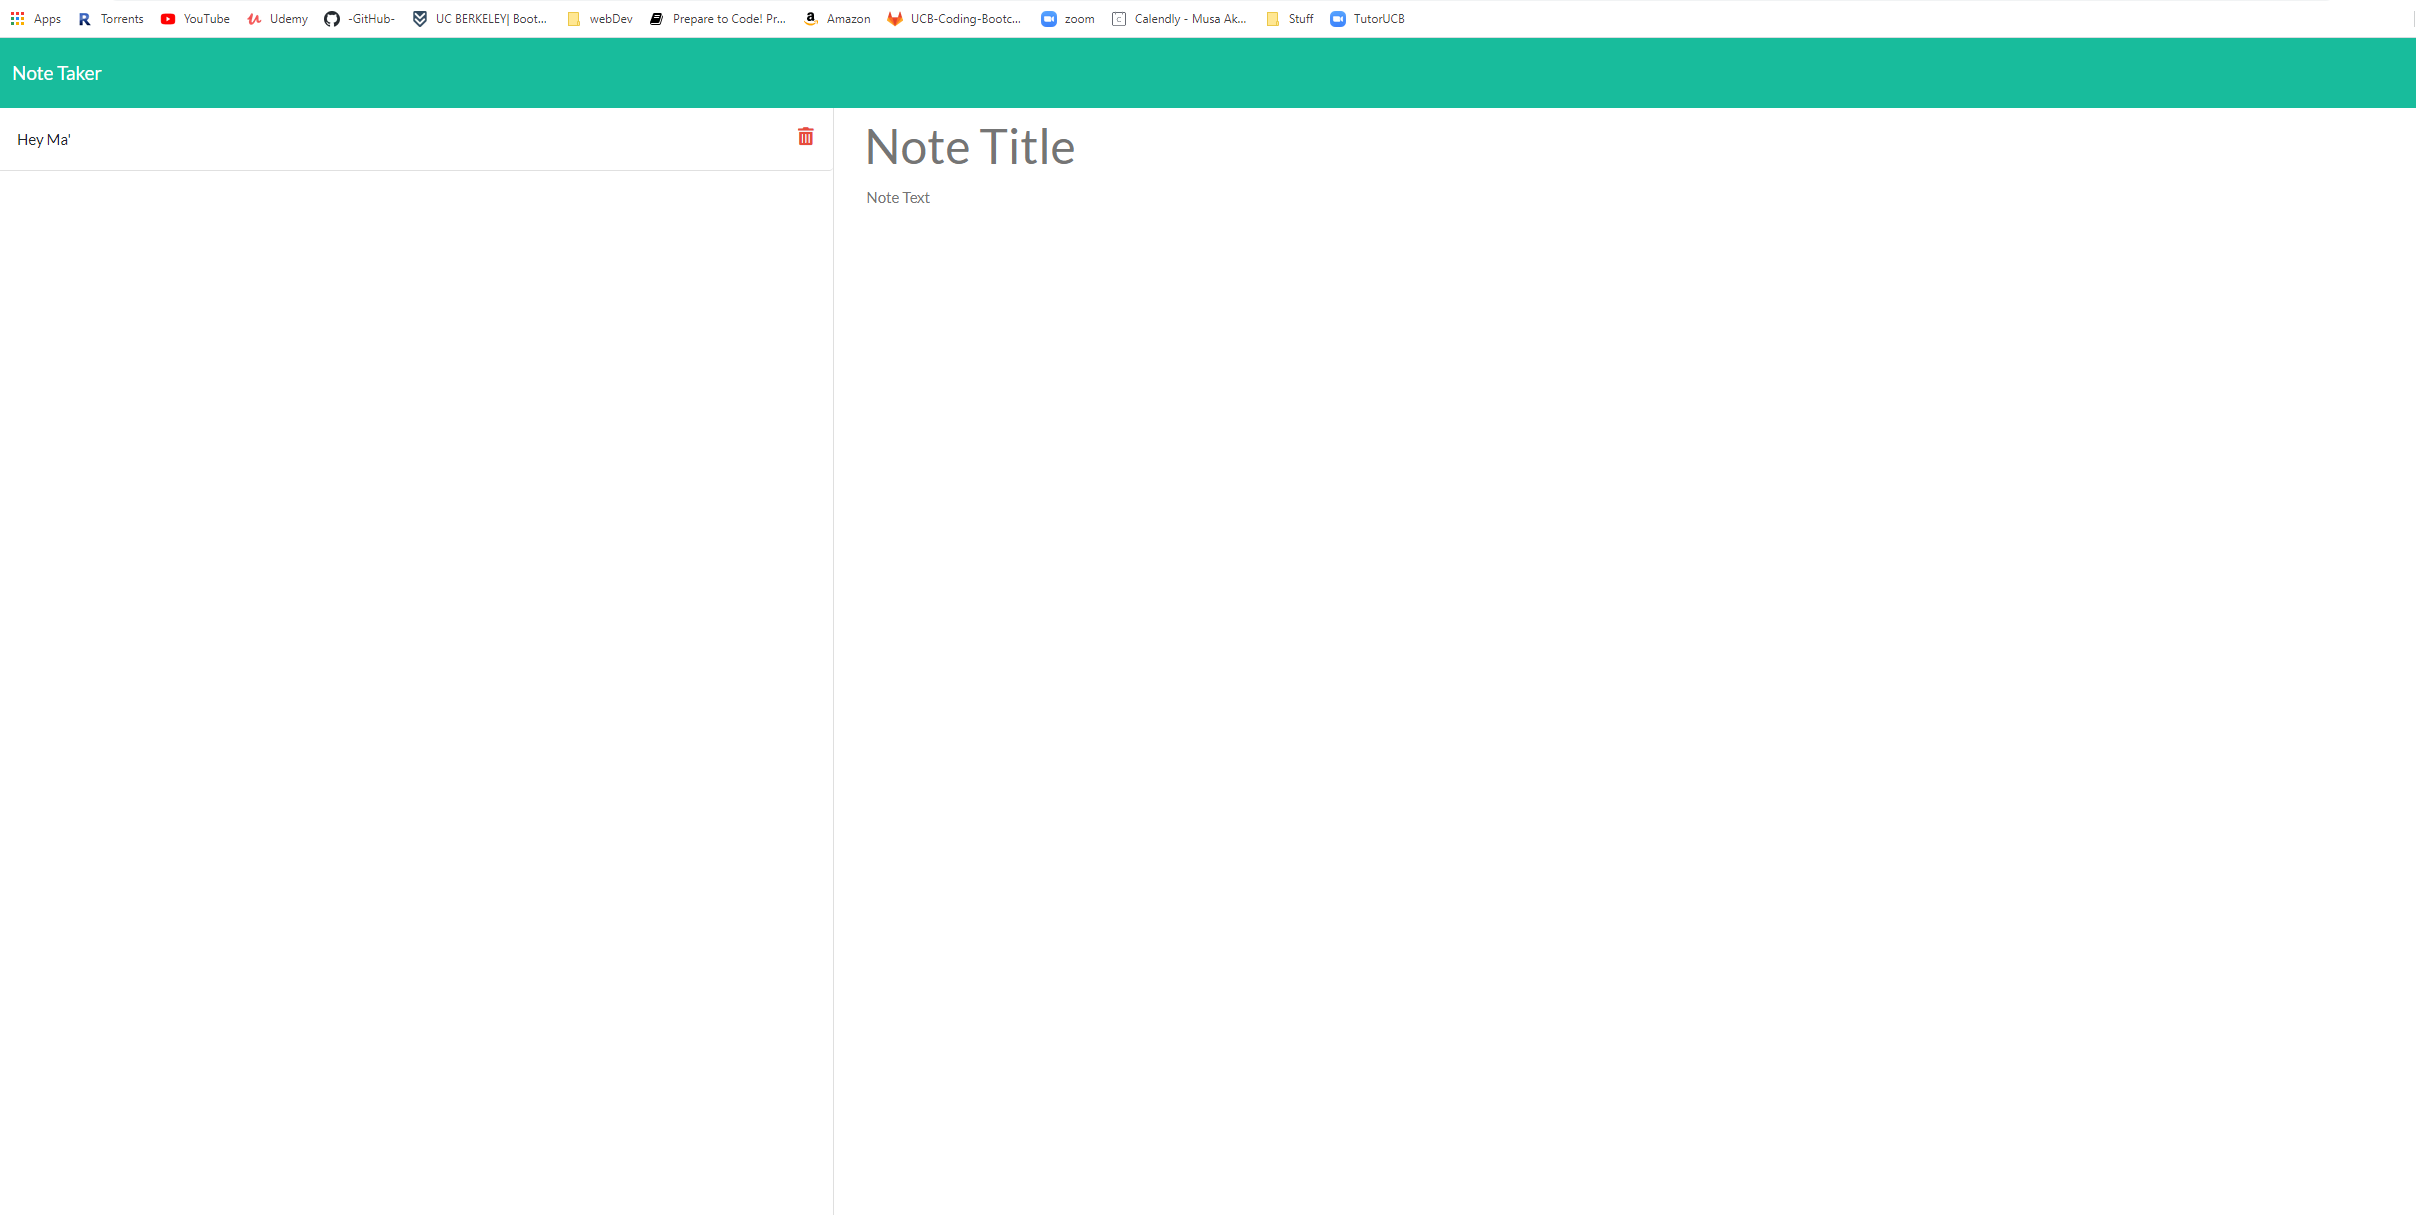 Apps Torrents YouTube Udemy -GitHub- UC BERKELEY| Boot... webDev Prepare to Code! Pr... Amazon UCB-Coding-Bootc... zoom Calendly - Musa Ak... Stuff TutorUCB
Note Taker
Hey Ma'
Note Title
Note Text